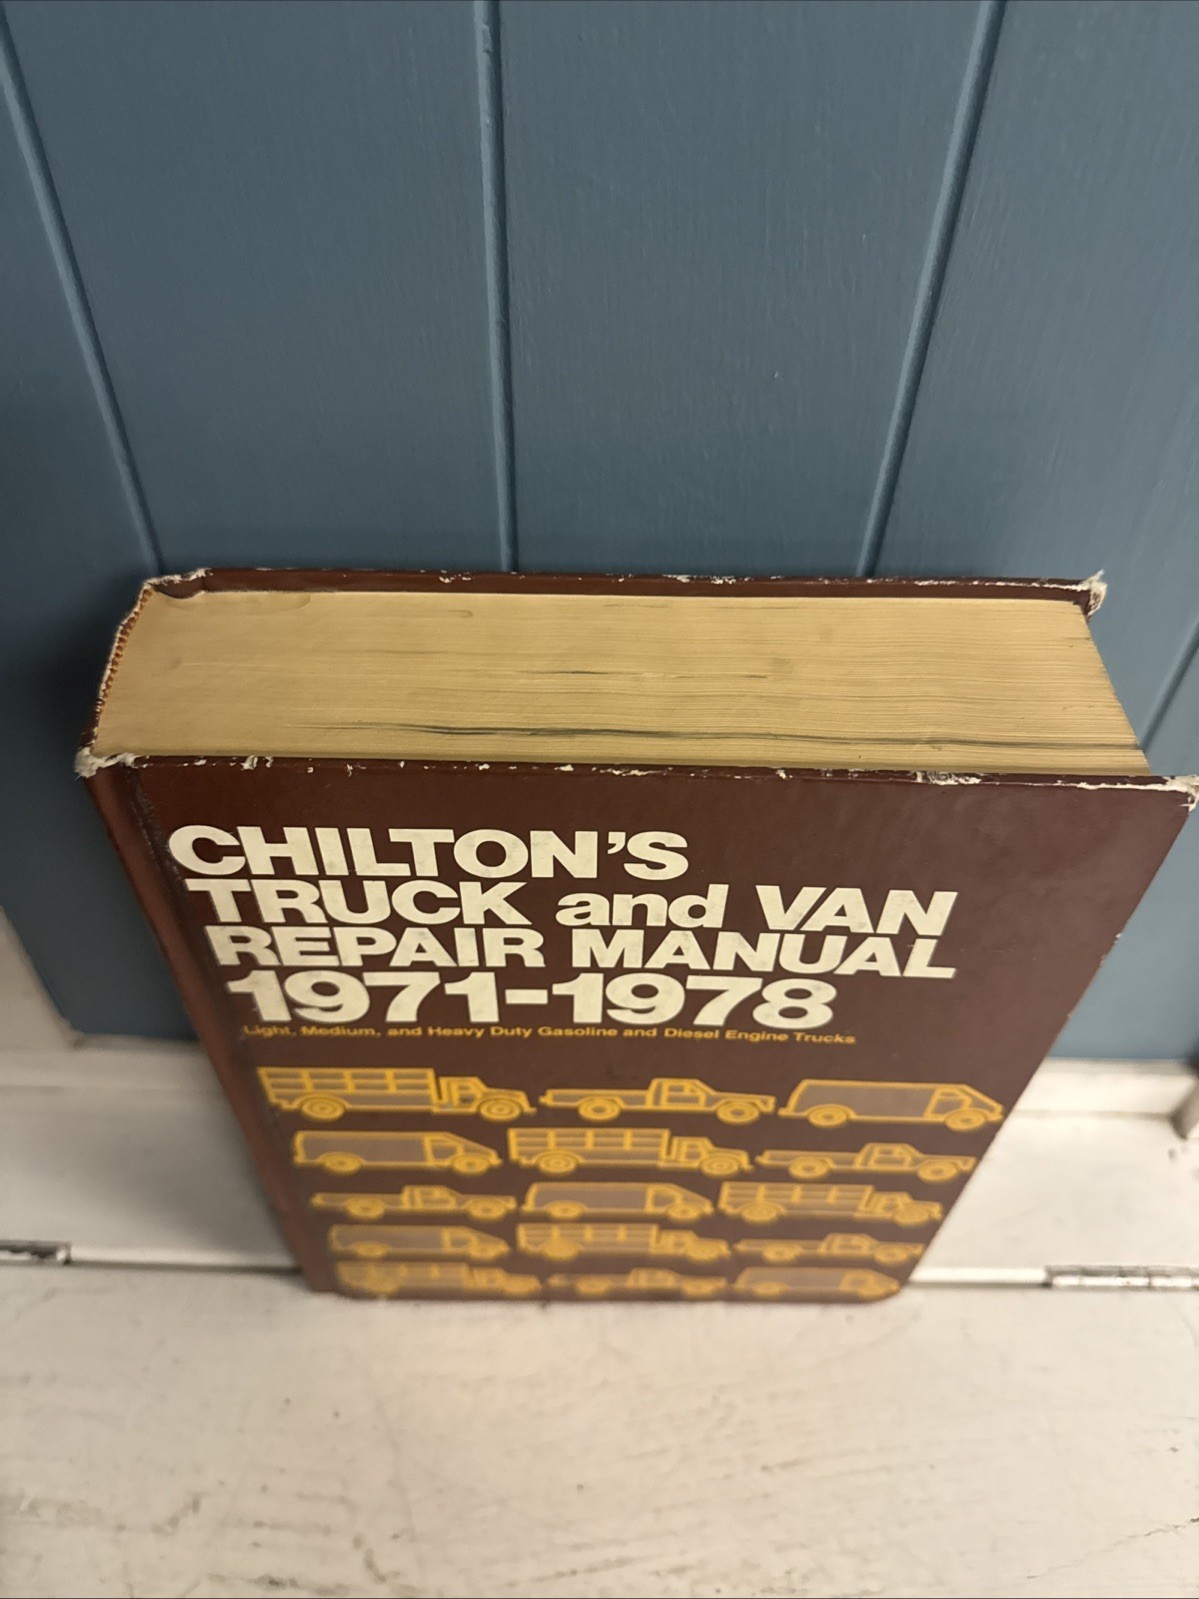 CHILTON'S
TRUCK and VAN
REPAIR MANUAL
1971-1978
Light, Medium, and Heavy Duty Gasoline and Diesel Engine Trucks